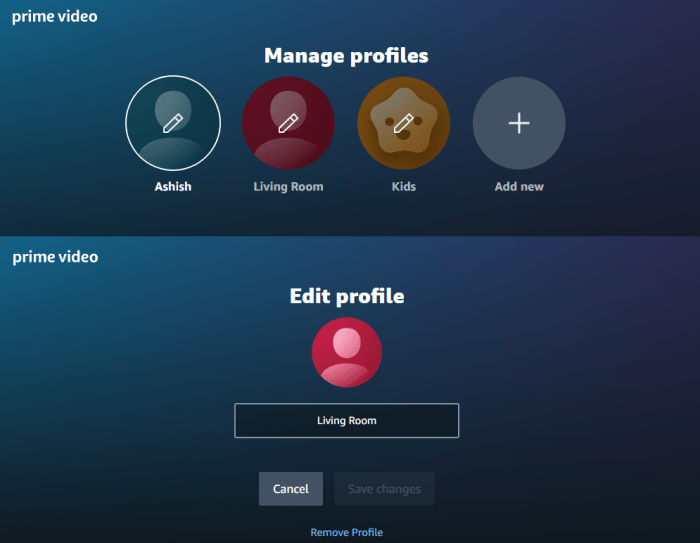 prime video
Manage profiles
Ashish
Living Room
Kids
Add new
prime video
Edit profile
Living Room
Cancel
Save changes
Remove Profile